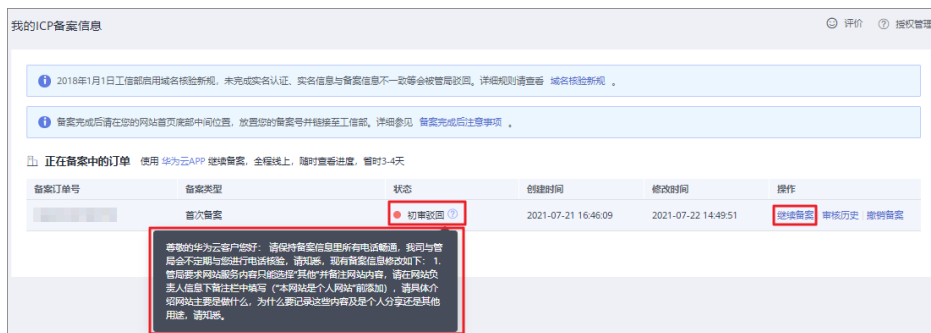 我的ICP备案信息
评价 授权管理
2018年1月1日工信部启用域名核验新规，未完成实名认证、实名信息与备案信息不一致等会被管局驳回。详细规则请查看 域名核验新规 。
备案完成后请在您的网站首页底部中间位置，放置您的备案号并链接至工信部。详细参见 备案完成后注意事项 。
正在备案中的订单 使用 华为云APP 继续备案，全程线上，随时查看进度，暂时3-4天
备案订单号 备案类型 状态 创建时间 修改时间 操作
首次备案 初审驳回 2021-07-21 16:46:09 2021-07-22 14:49:51 继续备案 审核历史 撤销备案
尊敬的华为云客户您好： 请保持备案信息里所有电话畅通，我司与管
局会不定期与您进行电话核验，请知悉，现有备案信息修改如下： 1.
管局要求网站服务内容只能选择“其他”并备注网站内容，请在网站负
责人信息下备注栏中填写（“本网站是个人网站”前添加），请具体介
绍网站主要是做什么，为什么要记录这些内容及是个人分享还是其他
用途，请知悉。